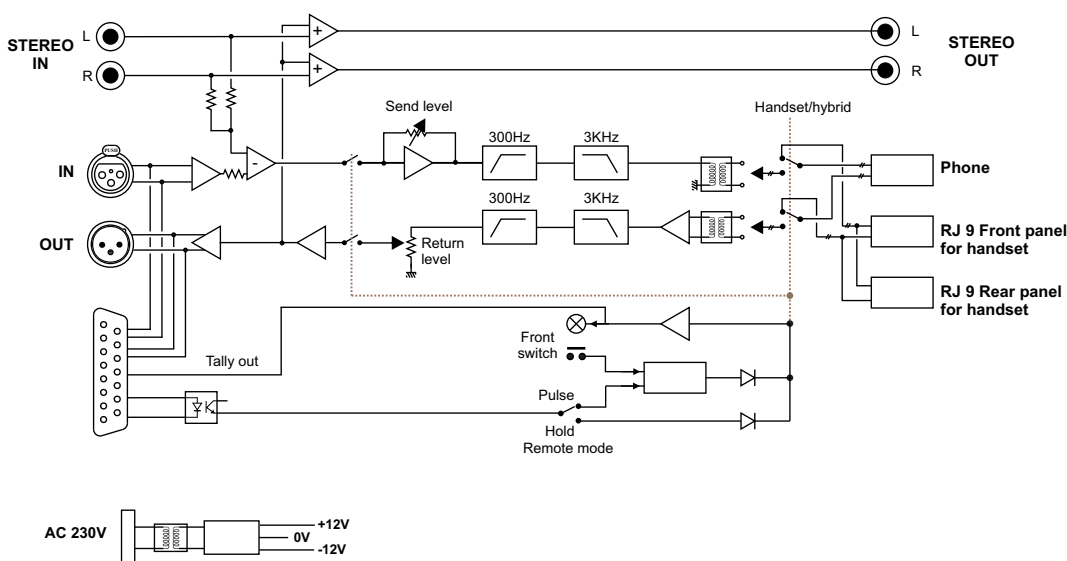 STEREO
IN
L
R
+
+
L
R
STEREO
OUT
Send level
Handset/hybrid
300Hz
3KHz
IN
PUSH
-
Phone
300Hz
3KHz
OUT
Return
level
RJ 9 Front panel
for handset
RJ 9 Rear panel
for handset
Tally out
Front
switch
Pulse
Hold
Remote mode
AC 230V
+12V
0V
-12V